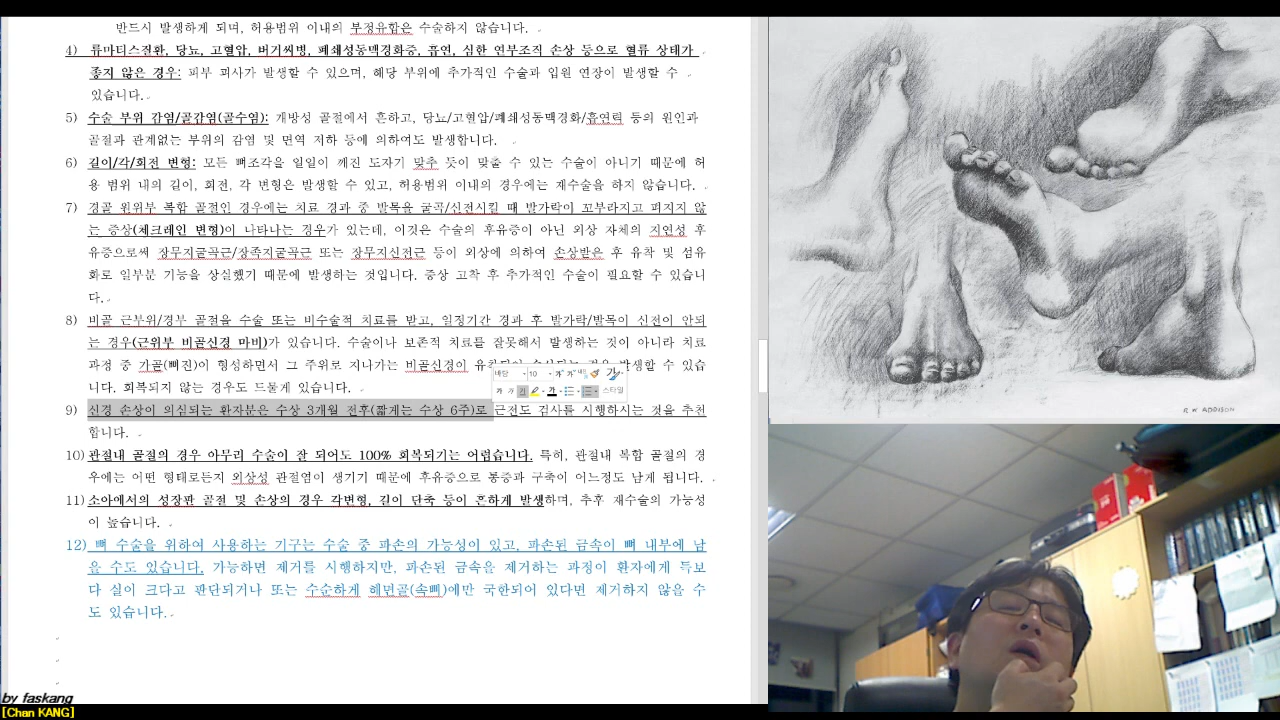 반드시 발생하게 되며, 허용범위 이내의 부정유합은 수술하지 않습니다.
4) 류마티스질환, 당뇨, 고혈압, 버거씨병, 폐쇄성동맥경화증, 흡연, 심한 연부조직 손상 등으로 혈류 상태가
좋지 않은 경우: 피부 괴사가 발생할 수 있으며, 해당 부위에 추가적인 수술과 입원 연장이 발생할 수
있습니다.
5) 수술 부위 감염/골감염(골수염): 개방성 골절에서 흔하고, 당뇨/고혈압/폐쇄성동맥경화/흡연력 등의 원인과
골절과 관계없는 부위의 감염 및 면역 저하 등에 의하여도 발생합니다.
6) 길이/각/회전 변형: 모든 뼈조각을 일일이 깨진 도자기 맞추 듯이 맞출 수 있는 수술이 아니기 때문에 허
용 범위 내의 길이, 회전, 각 변형은 발생할 수 있고, 허용범위 이내의 경우에는 재수술을 하지 않습니다.
7) 경골 원위부 복합 골절인 경우에는 치료 경과 중 발목을 굴곡/신전시킬 때 발가락이 꼬부라지고 펴지지 않
는 증상(체크레인 변형)이 나타나는 경우가 있는데, 이것은 수술의 후유증이 아닌 외상 자체의 지연성 후
유증으로써 장무지굴곡근/장족지굴곡근 또는 장무지신전근 등이 외상에 의하여 손상받은 후 유착 및 섬유
화로 일부분 기능을 상실했기 때문에 발생하는 것입니다. 증상 고착 후 추가적인 수술이 필요할 수 있습니
다.
8) 비골 근부위/경부 골절을 수술 또는 비수술적 치료를 받고, 일정기간 경과 후 발가락/발목이 신전이 안되
는 경우(근위부 비골신경 마비)가 있습니다. 수술이나 보존적 치료를 잘못해서 발생하는 것이 아니라 치료
과정 중 가골(뼈진)이 형성하면서 그 주위로 지나가는 비골신경이 발생할 수 있습
니다. 회복되지 않는 경우도 드물게 있습니다.
바탕 10 스타일
9) 신경 손상이 의심되는 환자분은 수상 3개월 전후(짧게는 수상 6주)로 근전도 검사를 시행하시는 것을 추천
합니다.
10) 관절내 골절의 경우 아무리 수술이 잘 되어도 100% 회복되기는 어렵습니다. 특히, 관절내 복합 골절의 경
우에는 어떤 형태로든지 외상성 관절염이 생기기 때문에 후유증으로 통증과 구축이 어느정도 남게 됩니다.
11) 소아에서의 성장판 골절 및 손상의 경우 각변형, 길이 단축 등이 흔하게 발생하며, 추후 재수술의 가능성
이 높습니다.
12) 뼈 수술을 위하여 사용하는 기구는 수술 중 파손의 가능성이 있고, 파손된 금속이 뼈 내부에 남
을 수도 있습니다. 가능하면 제거를 시행하지만, 파손된 금속을 제거하는 과정이 환자에게 득보
다 실이 크다고 판단되거나 또는 수순하게 해면골(속뼈)에만 국한되어 있다면 제거하지 않을 수
도 있습니다.
R W ADDISON
by faskang
[Chan KANG]